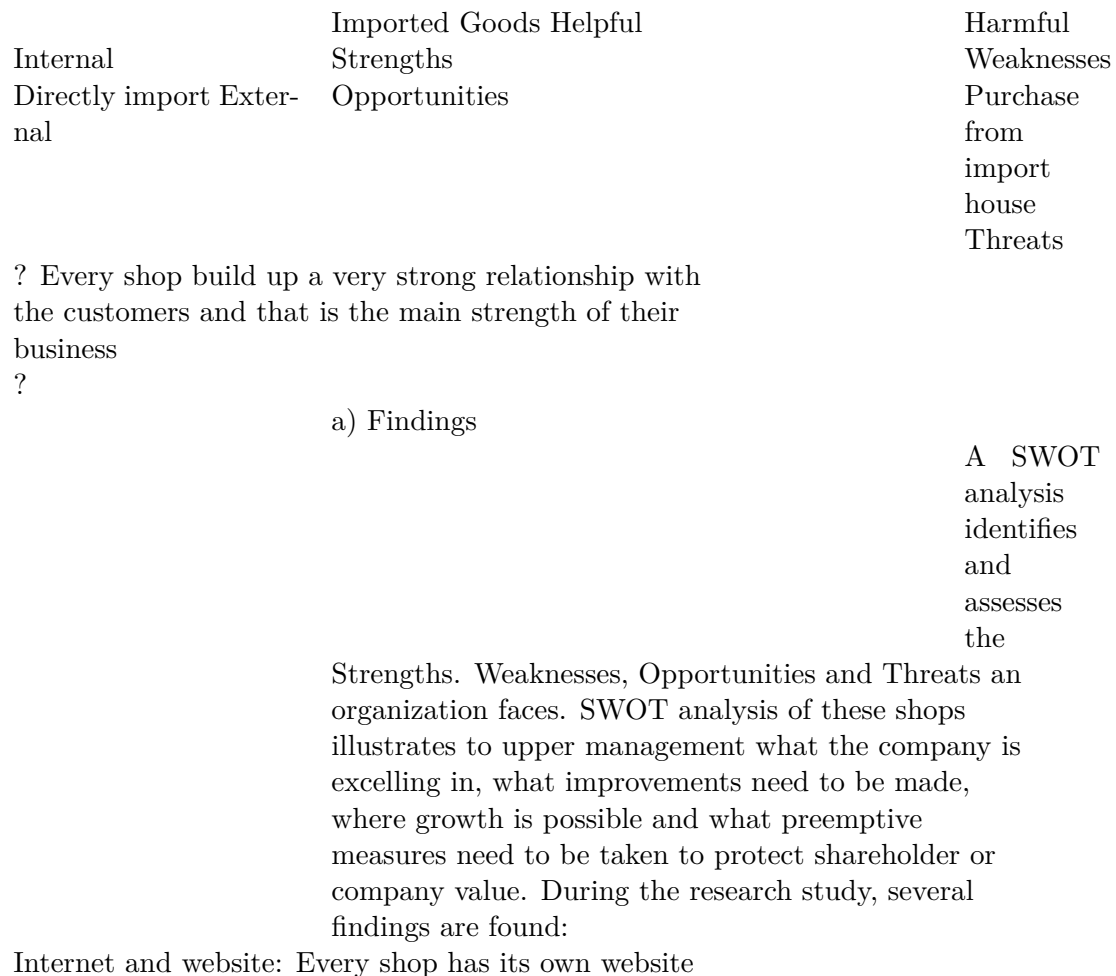 Imported Goods Helpful Harmful
Internal Strengths Weaknesses
Directly import Exter- Opportunities Purchase
nal from
import
house
Threats
? Every shop build up a very strong relationship with
the customers and that is the main strength of their
business
?
a) Findings
A SWOT
analysis
identifies
and
assesses
the
Strengths. Weaknesses, Opportunities and Threats an
organization faces. SWOT analysis of these shops
illustrates to upper management what the company is
excelling in, what improvements need to be made,
where growth is possible and what preemptive
measures need to be taken to protect shareholder or
company value. During the research study, several
findings are found:
Internet and website: Every shop has its own website